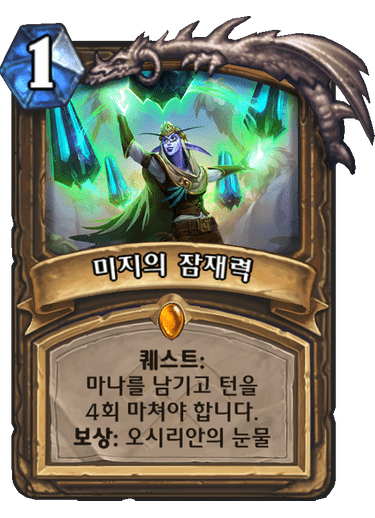 1
미지의 잠재력
퀘스트:
마나를 남기고 턴을
4회 마쳐야 합니다.
보상: 오시리안의 눈물